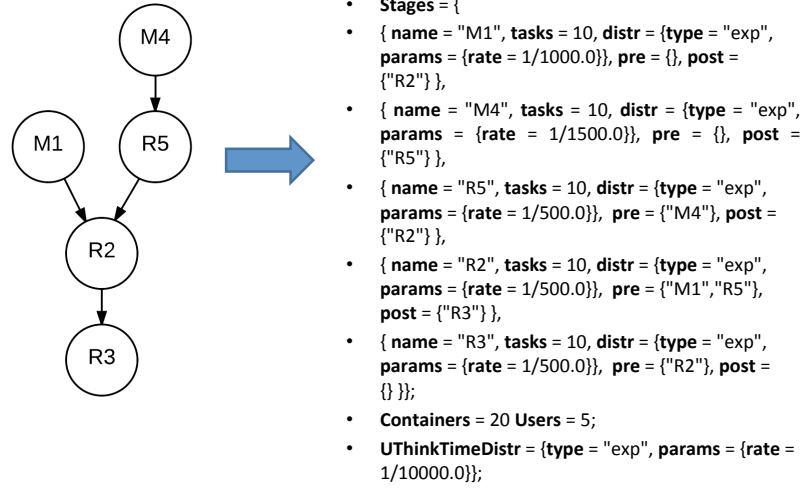 M4
M1
R5
R2
R3
• Stages = {
• { name = "M1", tasks = 10, distr = {type = "exp",
params = {rate = 1/1000.0}}, pre = {}, post =
{"R2"} },
• { name = "M4", tasks = 10, distr = {type = "exp",
params = {rate = 1/1500.0}}, pre = {}, post =
{"R5"} },
• { name = "R5", tasks = 10, distr = {type = "exp",
params = {rate = 1/500.0}}, pre = {"M4"}, post =
{"R2"} },
• { name = "R2", tasks = 10, distr = {type = "exp",
params = {rate = 1/500.0}}, pre = {"M1","R5"},
post = {"R3"} },
• { name = "R3", tasks = 10, distr = {type = "exp",
params = {rate = 1/500.0}}, pre = {"R2"}, post =
{} }};
• Containers = 20 Users = 5;
• UThinkTimeDistr = {type = "exp", params = {rate =
1/10000.0}};